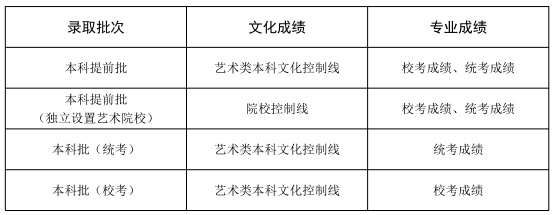 录取批次 文化成绩 专业成绩
本科提前批 艺术类本科文化控制线 校考成绩、统考成绩
本科提前批
（独立设置艺术院校） 院校控制线 校考成绩、统考成绩
本科批（统考） 艺术类本科文化控制线 统考成绩
本科批（校考） 艺术类本科文化控制线 校考成绩